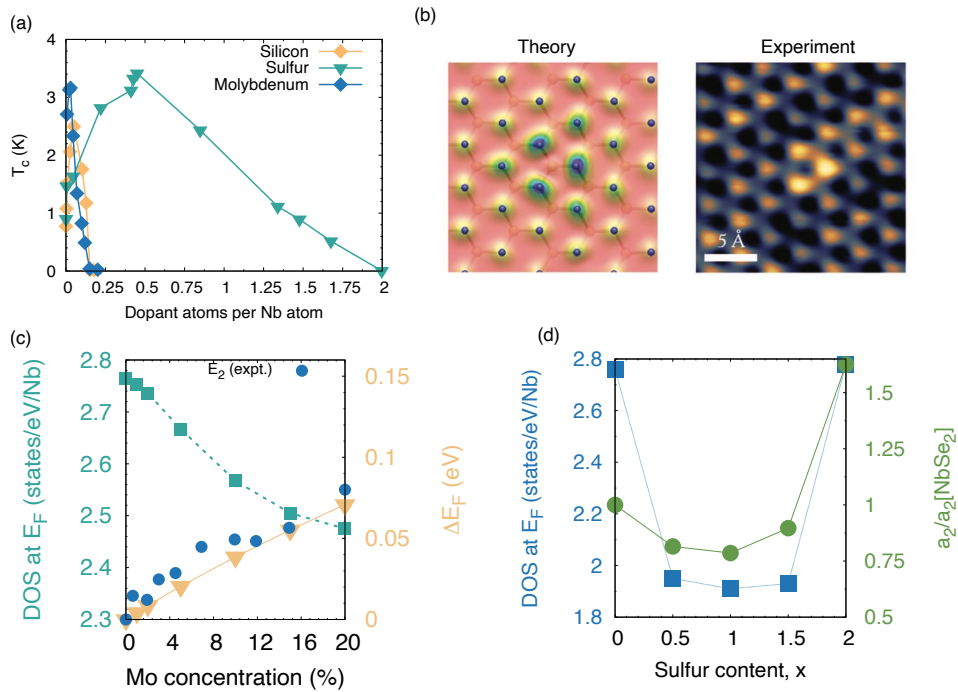 (a)
Silicon
Sulfur
Molybdenum
T_c (K)
4
3
2
1
0
0 0.25 0.5 0.75 1 1.25 1.5 1.75 2
Dopant atoms per Nb atom
(b)
Theory
Experiment
5 Å
(c)
DOS at E_F (states/eV/Nb)
2.8
2.7
2.6
2.5
2.4
2.3
E_2 (expt.)
0.15
0.1
0.05
0
ΔE_F (eV)
0 4 8 12 16 20
Mo concentration (%)
(d)
DOS at E_F (states/eV/Nb)
2.8
2.6
2.4
2.2
2
1.8
1.5
1.25
1
0.75
0.5
a_2/a_2[NbSe_2]
0 0.5 1 1.5 2
Sulfur content, x